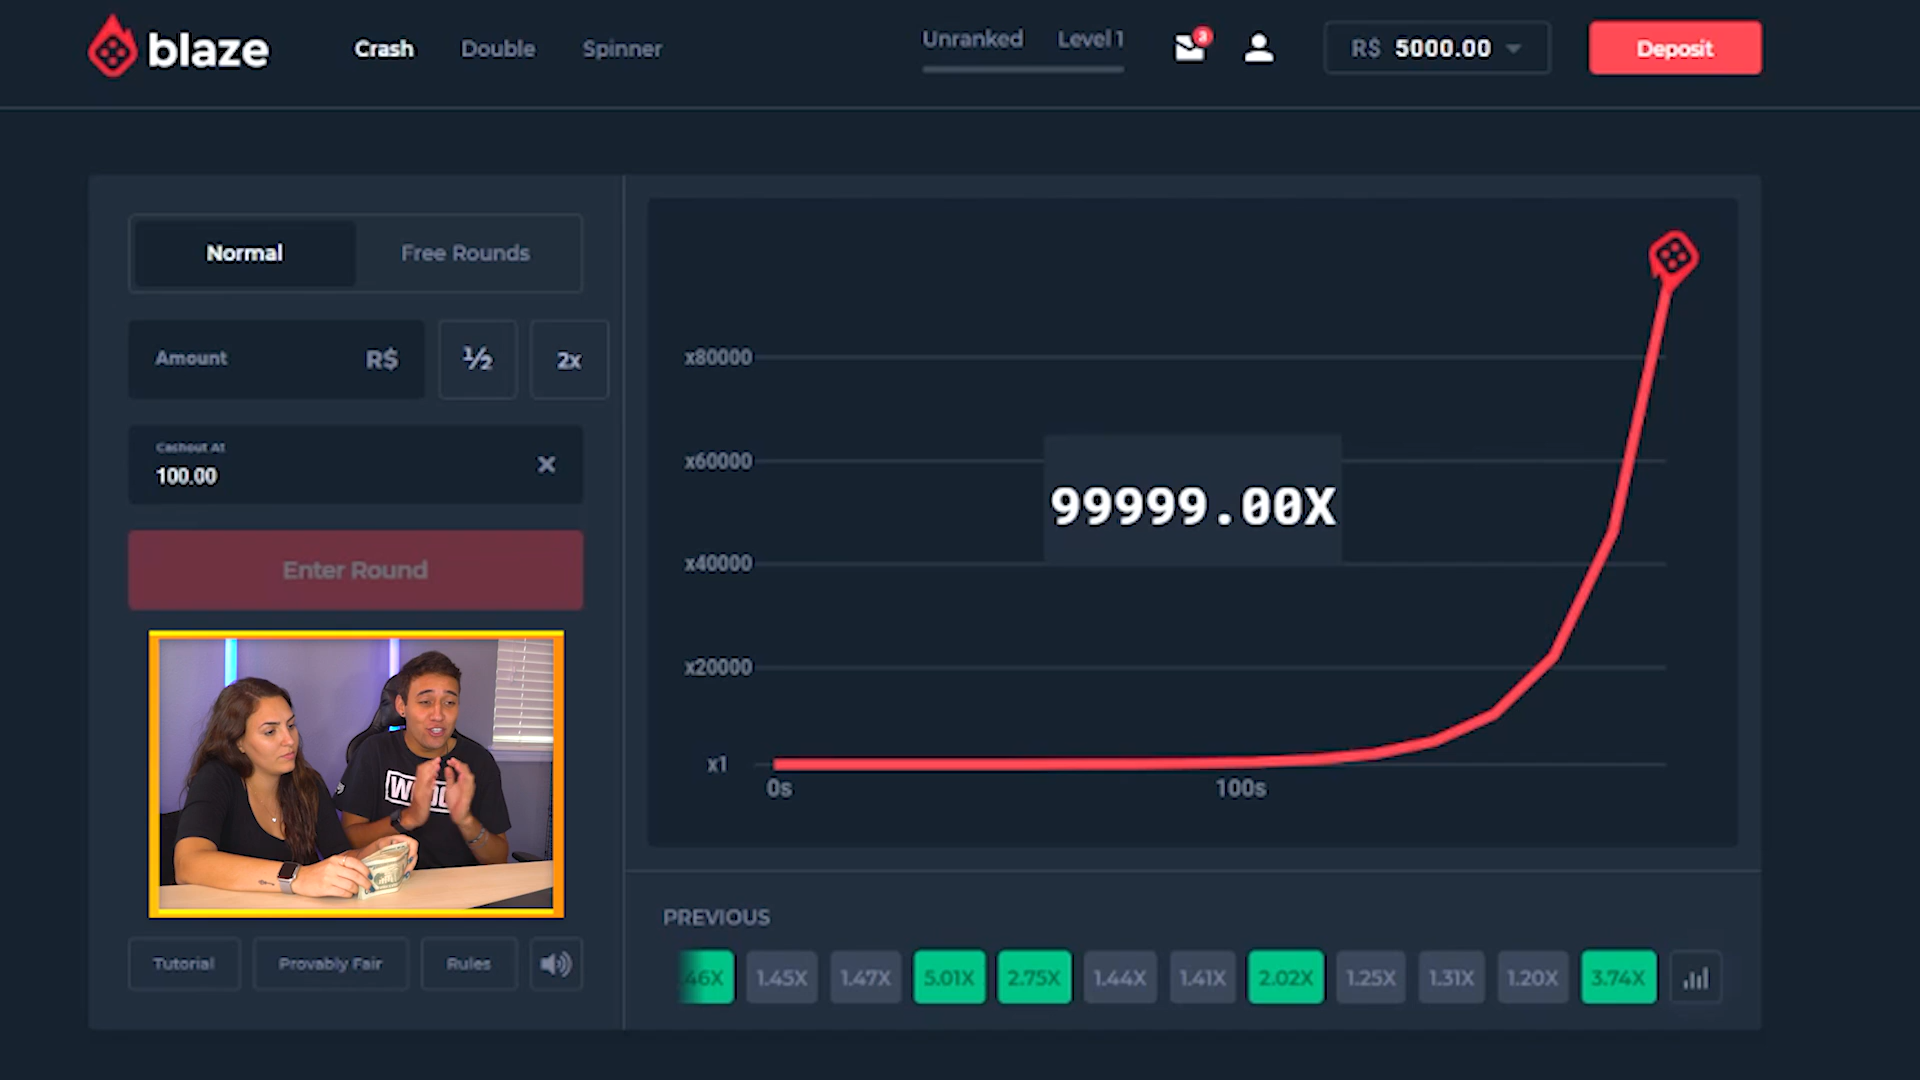 blaze
Crash
Double
Spinner
Unranked
Level 1
3
R$ 5000.00
Deposit
Normal
Free Rounds
Amount
R$
½
2x
Cashout At
100.00
Enter Round
Tutorial
Provably Fair
Rules
x80000
x60000
99999.00X
x40000
x20000
x1
0s
100s
PREVIOUS
46X
1.45X
1.47X
5.01X
2.75X
1.44X
1.41X
2.02X
1.25X
1.31X
1.20X
3.74X